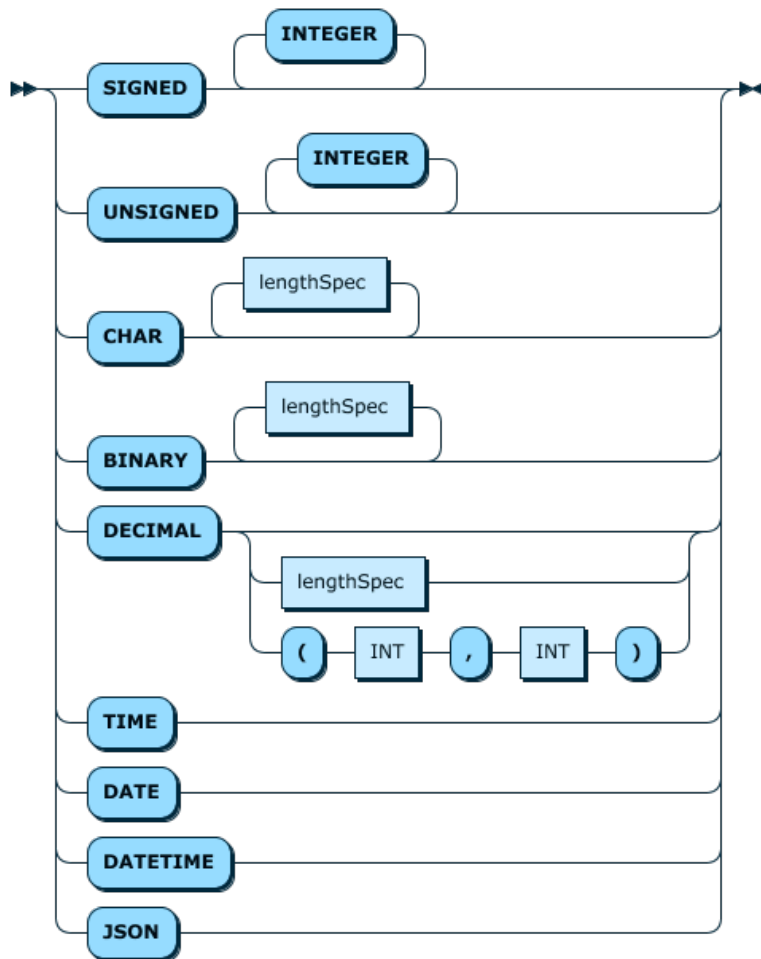 INTEGER
SIGNED
INTEGER
UNSIGNED
lengthSpec
CHAR
lengthSpec
BINARY
DECIMAL
lengthSpec
( INT , INT )
TIME
DATE
DATETIME
JSON